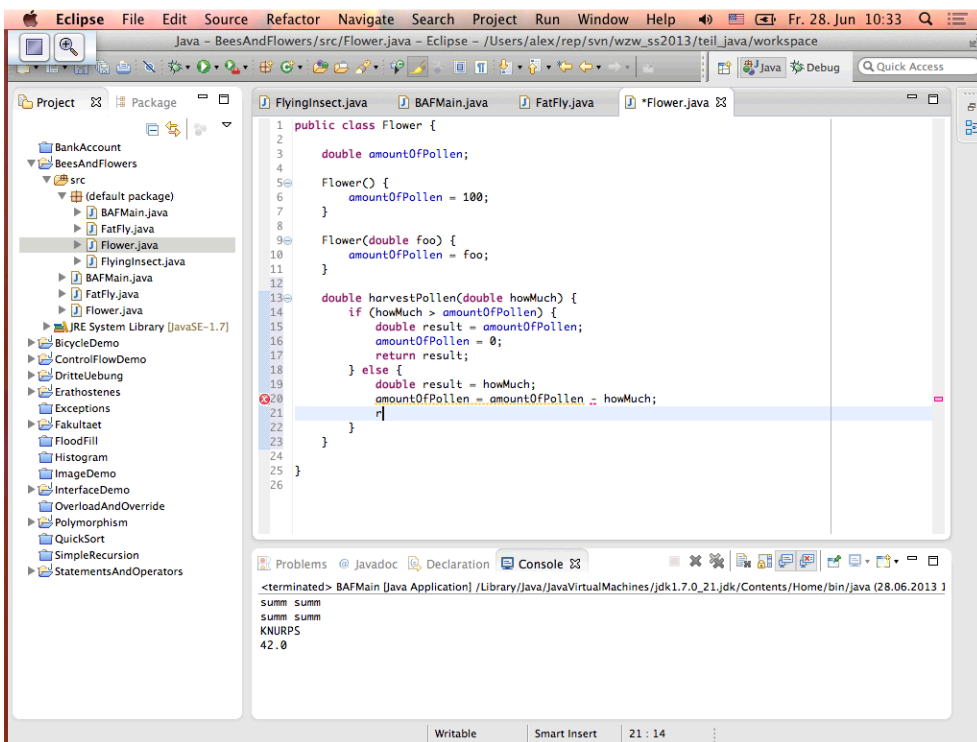 Eclipse File Edit Source Refactor Navigate Search Project Run Window Help Fr. 28. Jun 10:33
Java - BeesAndFlowers/src/Flower.java - Eclipse - /Users/alex/rep/svn/wzw_ss2013/teil_java/workspace
Java Debug Quick Access
Project Package
FlyingInsect.java BAFMain.java FatFly.java *Flower.java
BankAccount
BeesAndFlowers
src
(default package)
BAFMain.java
FatFly.java
Flower.java
FlyingInsect.java
BAFMain.java
FatFly.java
Flower.java
JRE System Library [JavaSE-1.7]
BicycleDemo
ControlFlowDemo
DritteUebung
Erathostenes
Exceptions
Fakultaet
FloodFill
Histogram
ImageDemo
InterfaceDemo
OverloadAndOverride
Polymorphism
QuickSort
SimpleRecursion
StatementsAndOperators
1 public class Flower {
2
3 double amountOfPollen;
4
5 Flower() {
6 amountOfPollen = 100;
7 }
8
9 Flower(double foo) {
10 amountOfPollen = foo;
11 }
12
13 double harvestPollen(double howMuch) {
14 if (howMuch > amountOfPollen) {
15 double result = amountOfPollen;
16 amountOfPollen = 0;
17 return result;
18 } else {
19 double result = howMuch;
20 amountOfPollen = amountOfPollen - howMuch;
21 r
22 }
23 }
24
25 }
26
Problems @ Javadoc Declaration Console
<terminated> BAFMain [Java Application] /Library/Java/JavaVirtualMachines/jdk1.7.0_21.jdk/Contents/Home/bin/java (28.06.2013 1
summ summ
summ summ
KNURPS
42.0
Writable Smart Insert 21 : 14